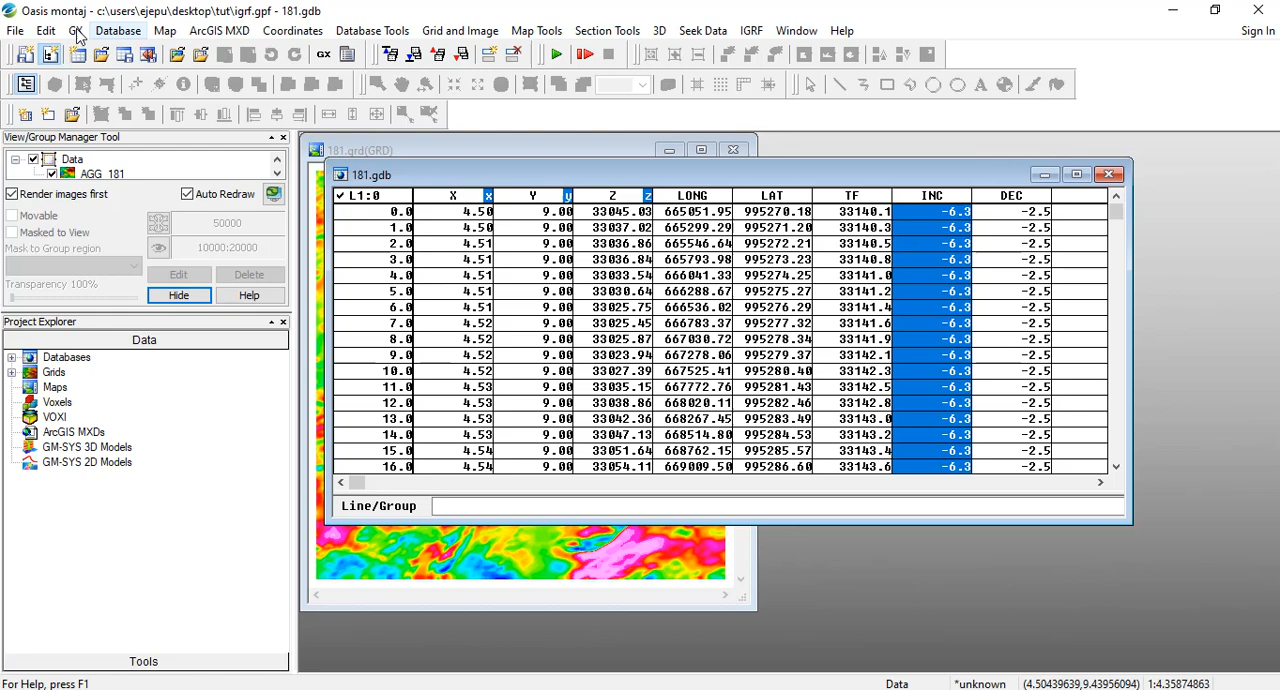 Oasis montaj - c:\users\ejepu\desktop\tut\igrf.gpf - 181.gdb
File Edit GX Database Map ArcGIS MXD Coordinates Database Tools Grid and Image Map Tools Section Tools 3D Seek Data IGRF Window Help Sign In
GX
View/Group Manager Tool
Data
AGG_181
Render images first Auto Redraw
Movable 50000
Masked to View
Mask to Group region 10000:20000
Edit Delete
Transparency 100%
Hide Help
Project Explorer
Data
Databases
Grids
Maps
Voxels
VOXI
ArcGIS MXDs
GM-SYS 3D Models
GM-SYS 2D Models
Tools
181.grd(GRD)
181.gdb
✓ L1:0 X x Y y Z z LONG LAT TF INC DEC
0.0 4.50 9.00 33045.03 665051.95 995270.18 33140.1 -6.3 -2.5
1.0 4.50 9.00 33037.02 665299.29 995271.20 33140.3 -6.3 -2.5
2.0 4.51 9.00 33036.86 665546.64 995272.21 33140.5 -6.3 -2.5
3.0 4.51 9.00 33036.84 665793.98 995273.23 33140.8 -6.3 -2.5
4.0 4.51 9.00 33033.54 666041.33 995274.25 33141.0 -6.3 -2.5
5.0 4.51 9.00 33030.64 666288.67 995275.27 33141.2 -6.3 -2.5
6.0 4.51 9.00 33025.75 666536.02 995276.29 33141.4 -6.3 -2.5
7.0 4.52 9.00 33025.45 666783.37 995277.32 33141.6 -6.3 -2.5
8.0 4.52 9.00 33025.87 667030.72 995278.34 33141.9 -6.3 -2.5
9.0 4.52 9.00 33023.94 667278.06 995279.37 33142.1 -6.3 -2.5
10.0 4.52 9.00 33027.39 667525.41 995280.40 33142.3 -6.3 -2.5
11.0 4.53 9.00 33035.15 667772.76 995281.43 33142.5 -6.3 -2.5
12.0 4.53 9.00 33038.86 668020.11 995282.46 33142.8 -6.3 -2.5
13.0 4.53 9.00 33042.36 668267.45 995283.49 33143.0 -6.3 -2.5
14.0 4.53 9.00 33047.13 668514.80 995284.53 33143.2 -6.3 -2.5
15.0 4.54 9.00 33051.64 668762.15 995285.57 33143.4 -6.3 -2.5
16.0 4.54 9.00 33054.11 669009.50 995286.60 33143.6 -6.3 -2.5
Line/Group
For Help, press F1 Data *unknown (4.50439639,9.43956094) 1:4.35874863